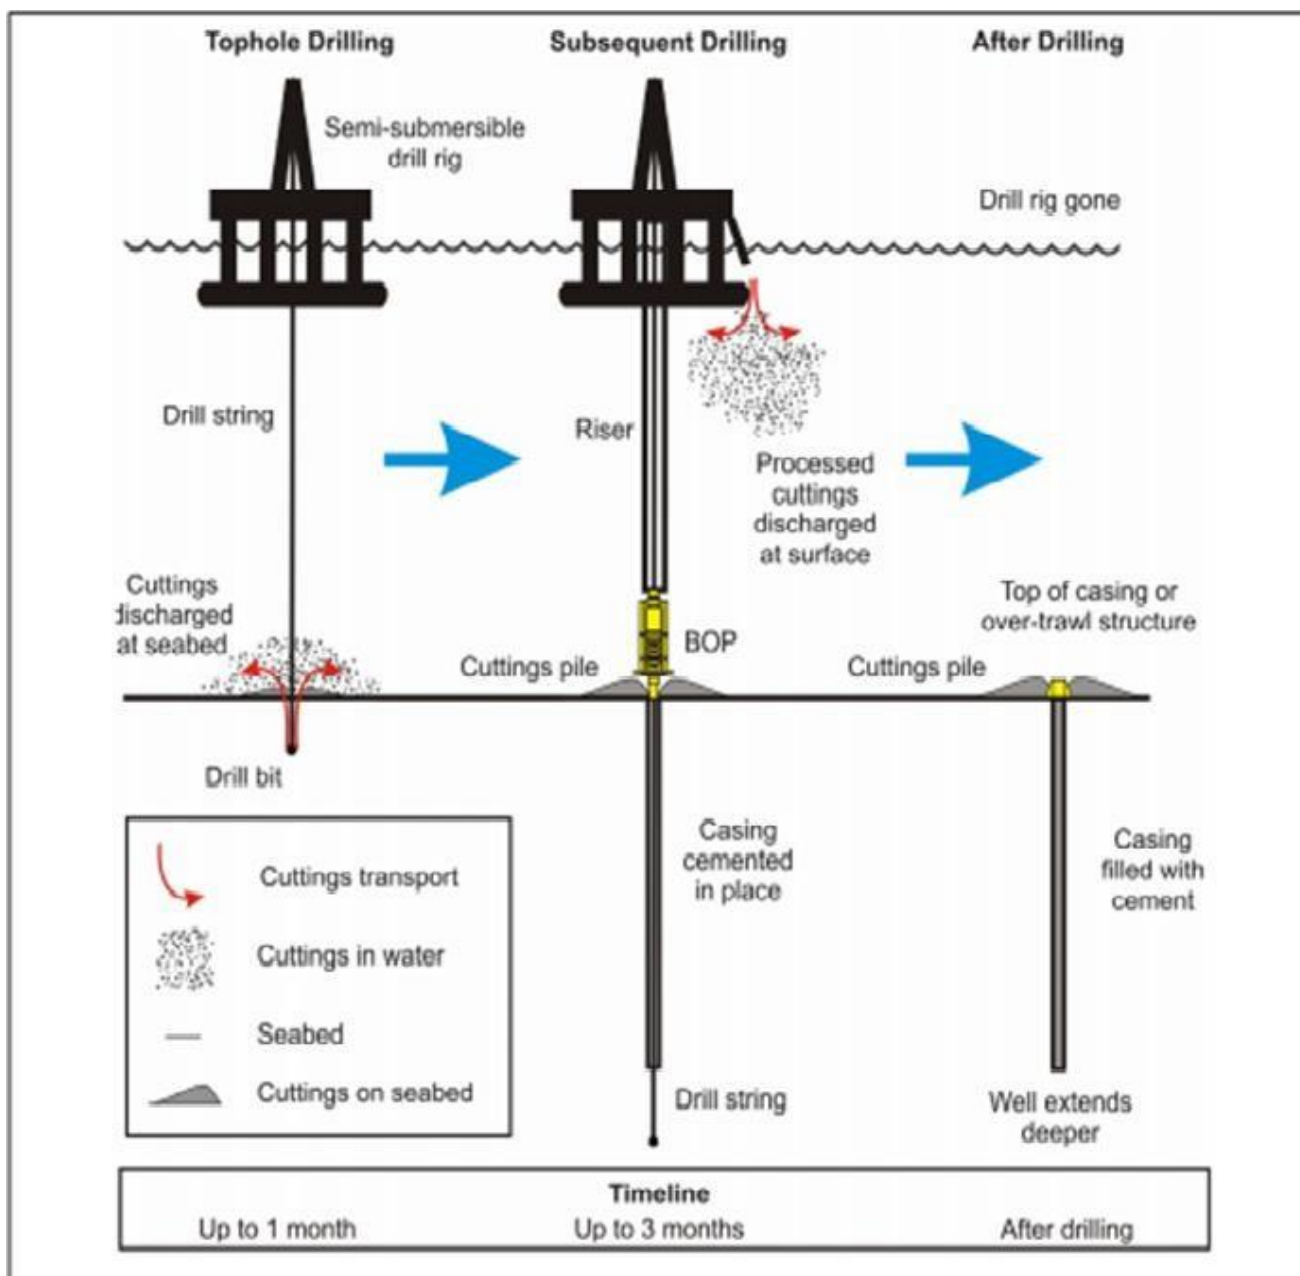 Tophole Drilling
Subsequent Drilling
After Drilling
Semi-submersible
drill rig
Drill rig gone
Drill string
Riser
Processed
cuttings
discharged
at surface
Cuttings
discharged
at seabed
Cuttings pile
BOP
Top of casing or
over-trawl structure
Cuttings pile
Drill bit
Casing
cemented
in place
Casing
filled with
cement
Cuttings transport
Cuttings in water
Seabed
Cuttings on seabed
Drill string
Well extends
deeper
Timeline
Up to 1 month
Up to 3 months
After drilling